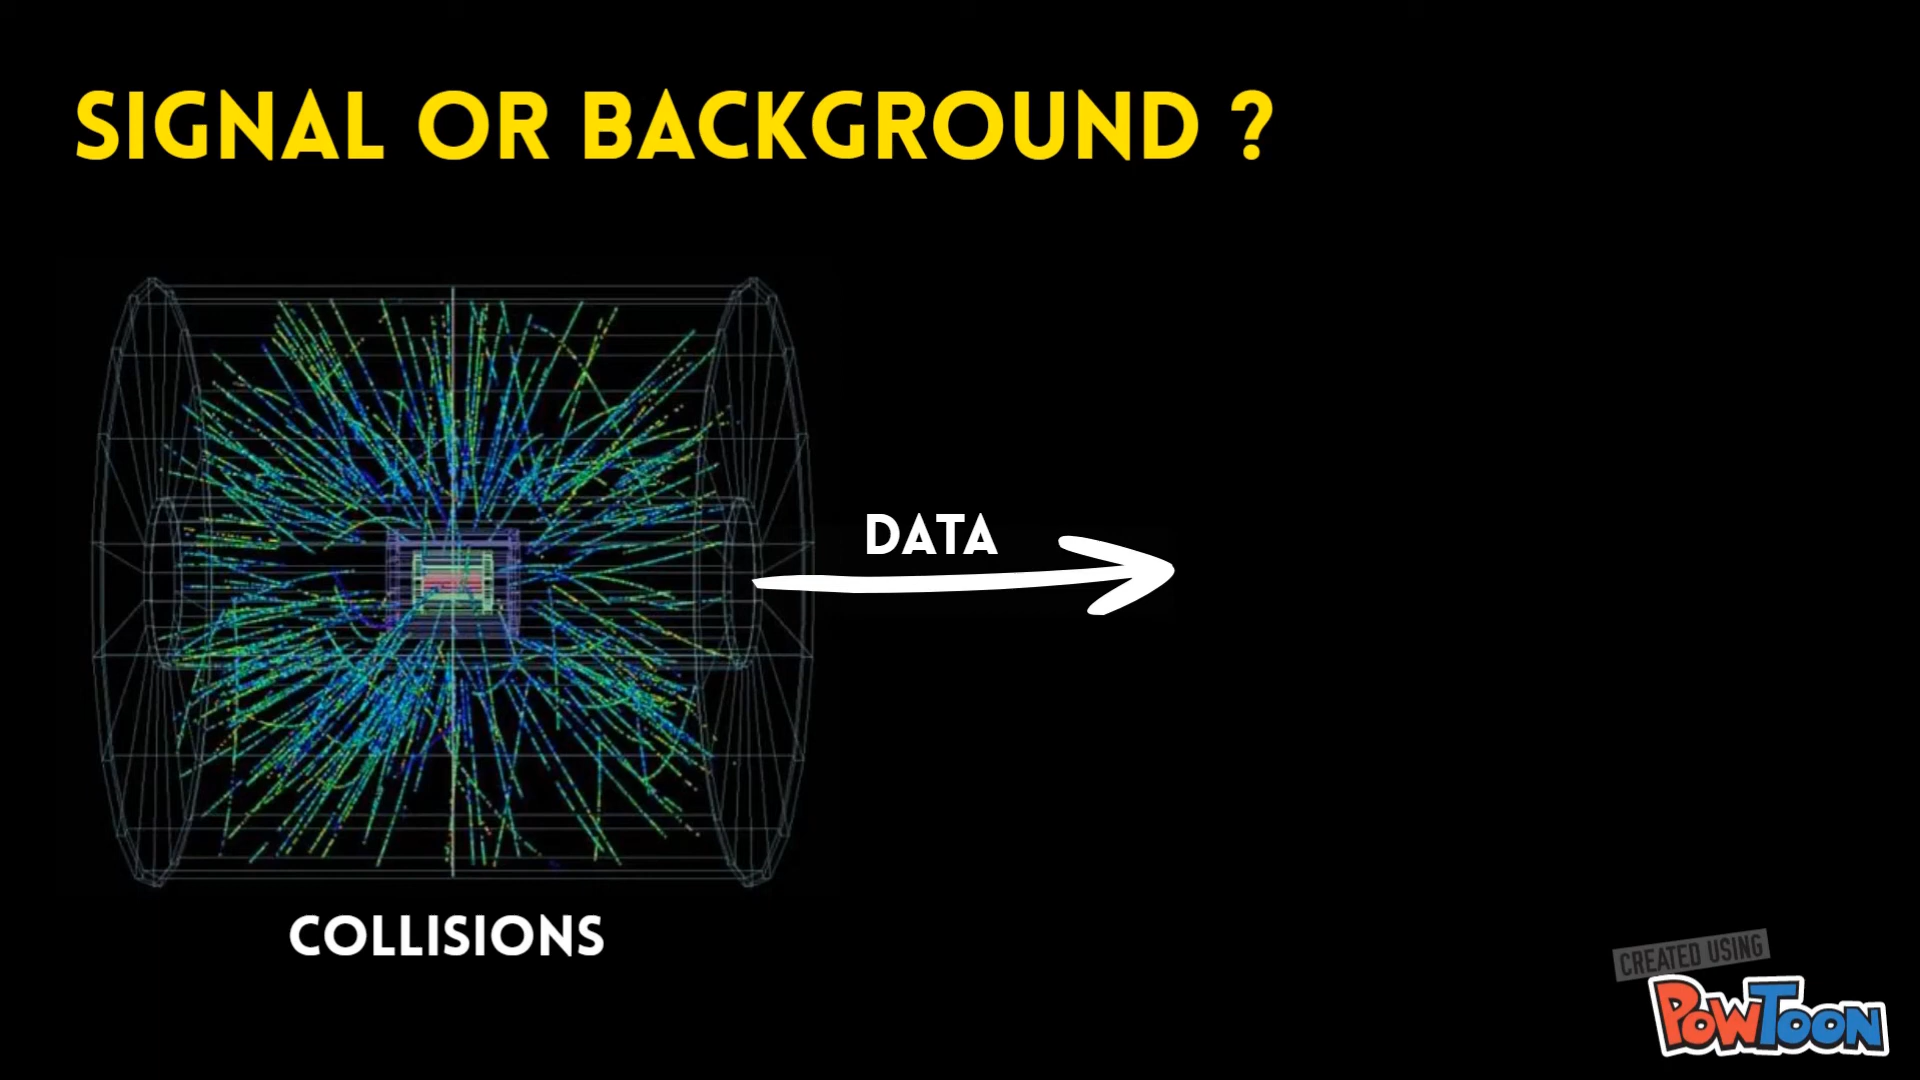 SIGNAL OR BACKGROUND ?
DATA
COLLISIONS
CREATED USING
POWTOON